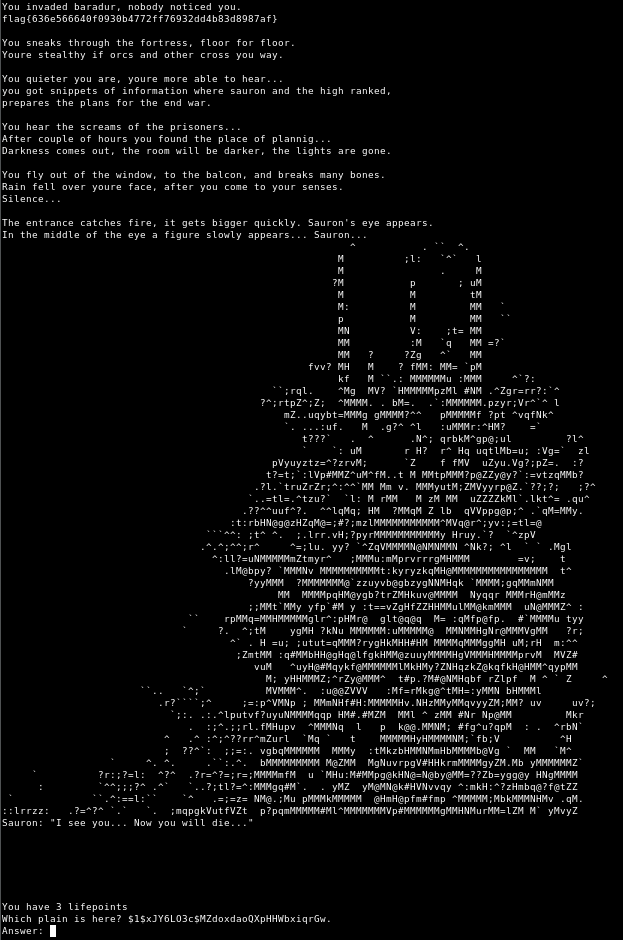 You invaded baradur, nobody noticed you.
flag{636e566640f0930b4772ff76932dd4b83d8987af}
You sneaks through the fortress, floor for floor.
Youre stealthy if orcs and other cross you way.
You quieter you are, youre more able to hear...
you got snippets of information where sauron and the high ranked,
prepares the plans for the end war.
You hear the screams of the prisoners...
After couple of hours you found the place of plannig...
Darkness comes out, the room will be darker, the lights are gone.
You fly out of the window, to the balcon, and breaks many bones.
Rain fell over youre face, after you come to your senses.
Silence...
The entrance catches fire, it gets bigger quickly. Sauron's eye appears.
In the middle of the eye a figure slowly appears... Sauron...
Sauron: "I see you... Now you will die..."
You have 3 lifepoints
Which plain is here? $1$xJY6LO3c$MZdoxdaoQXpHHWbxiqrGw.
Answer: